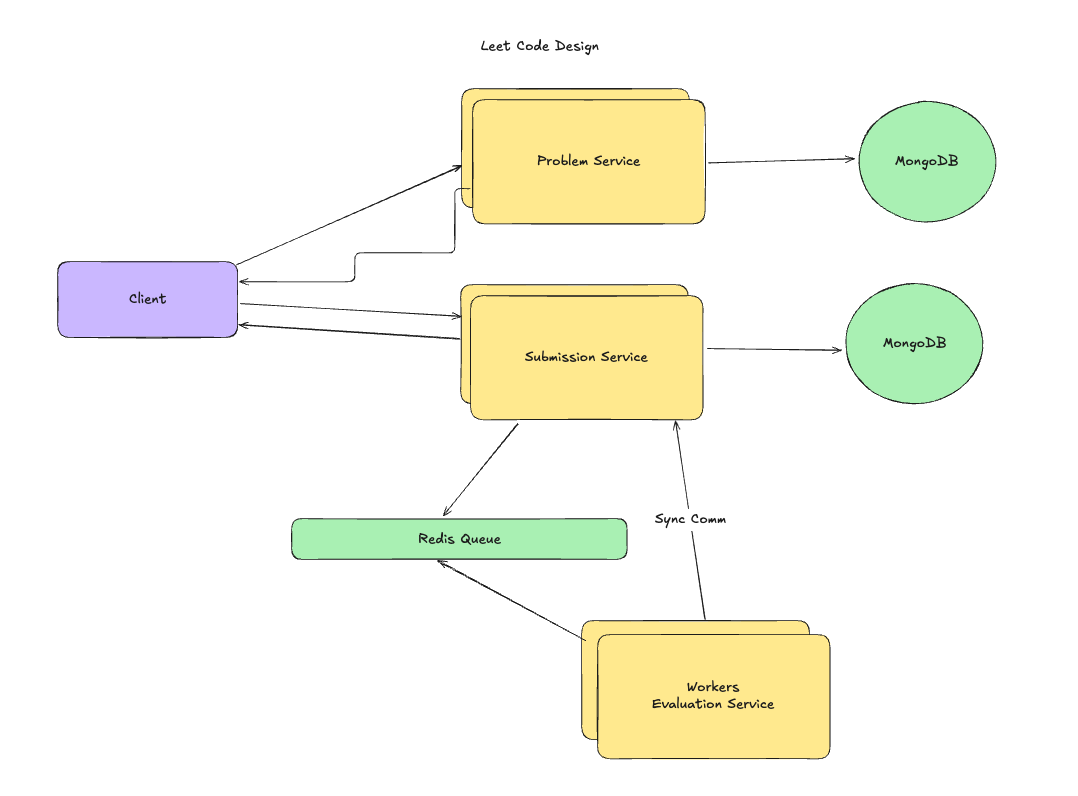 Leet Code Design
Problem Service
MongoDB
Client
Submission Service
MongoDB
Sync Comm
Redis Queue
Workers
Evaluation Service